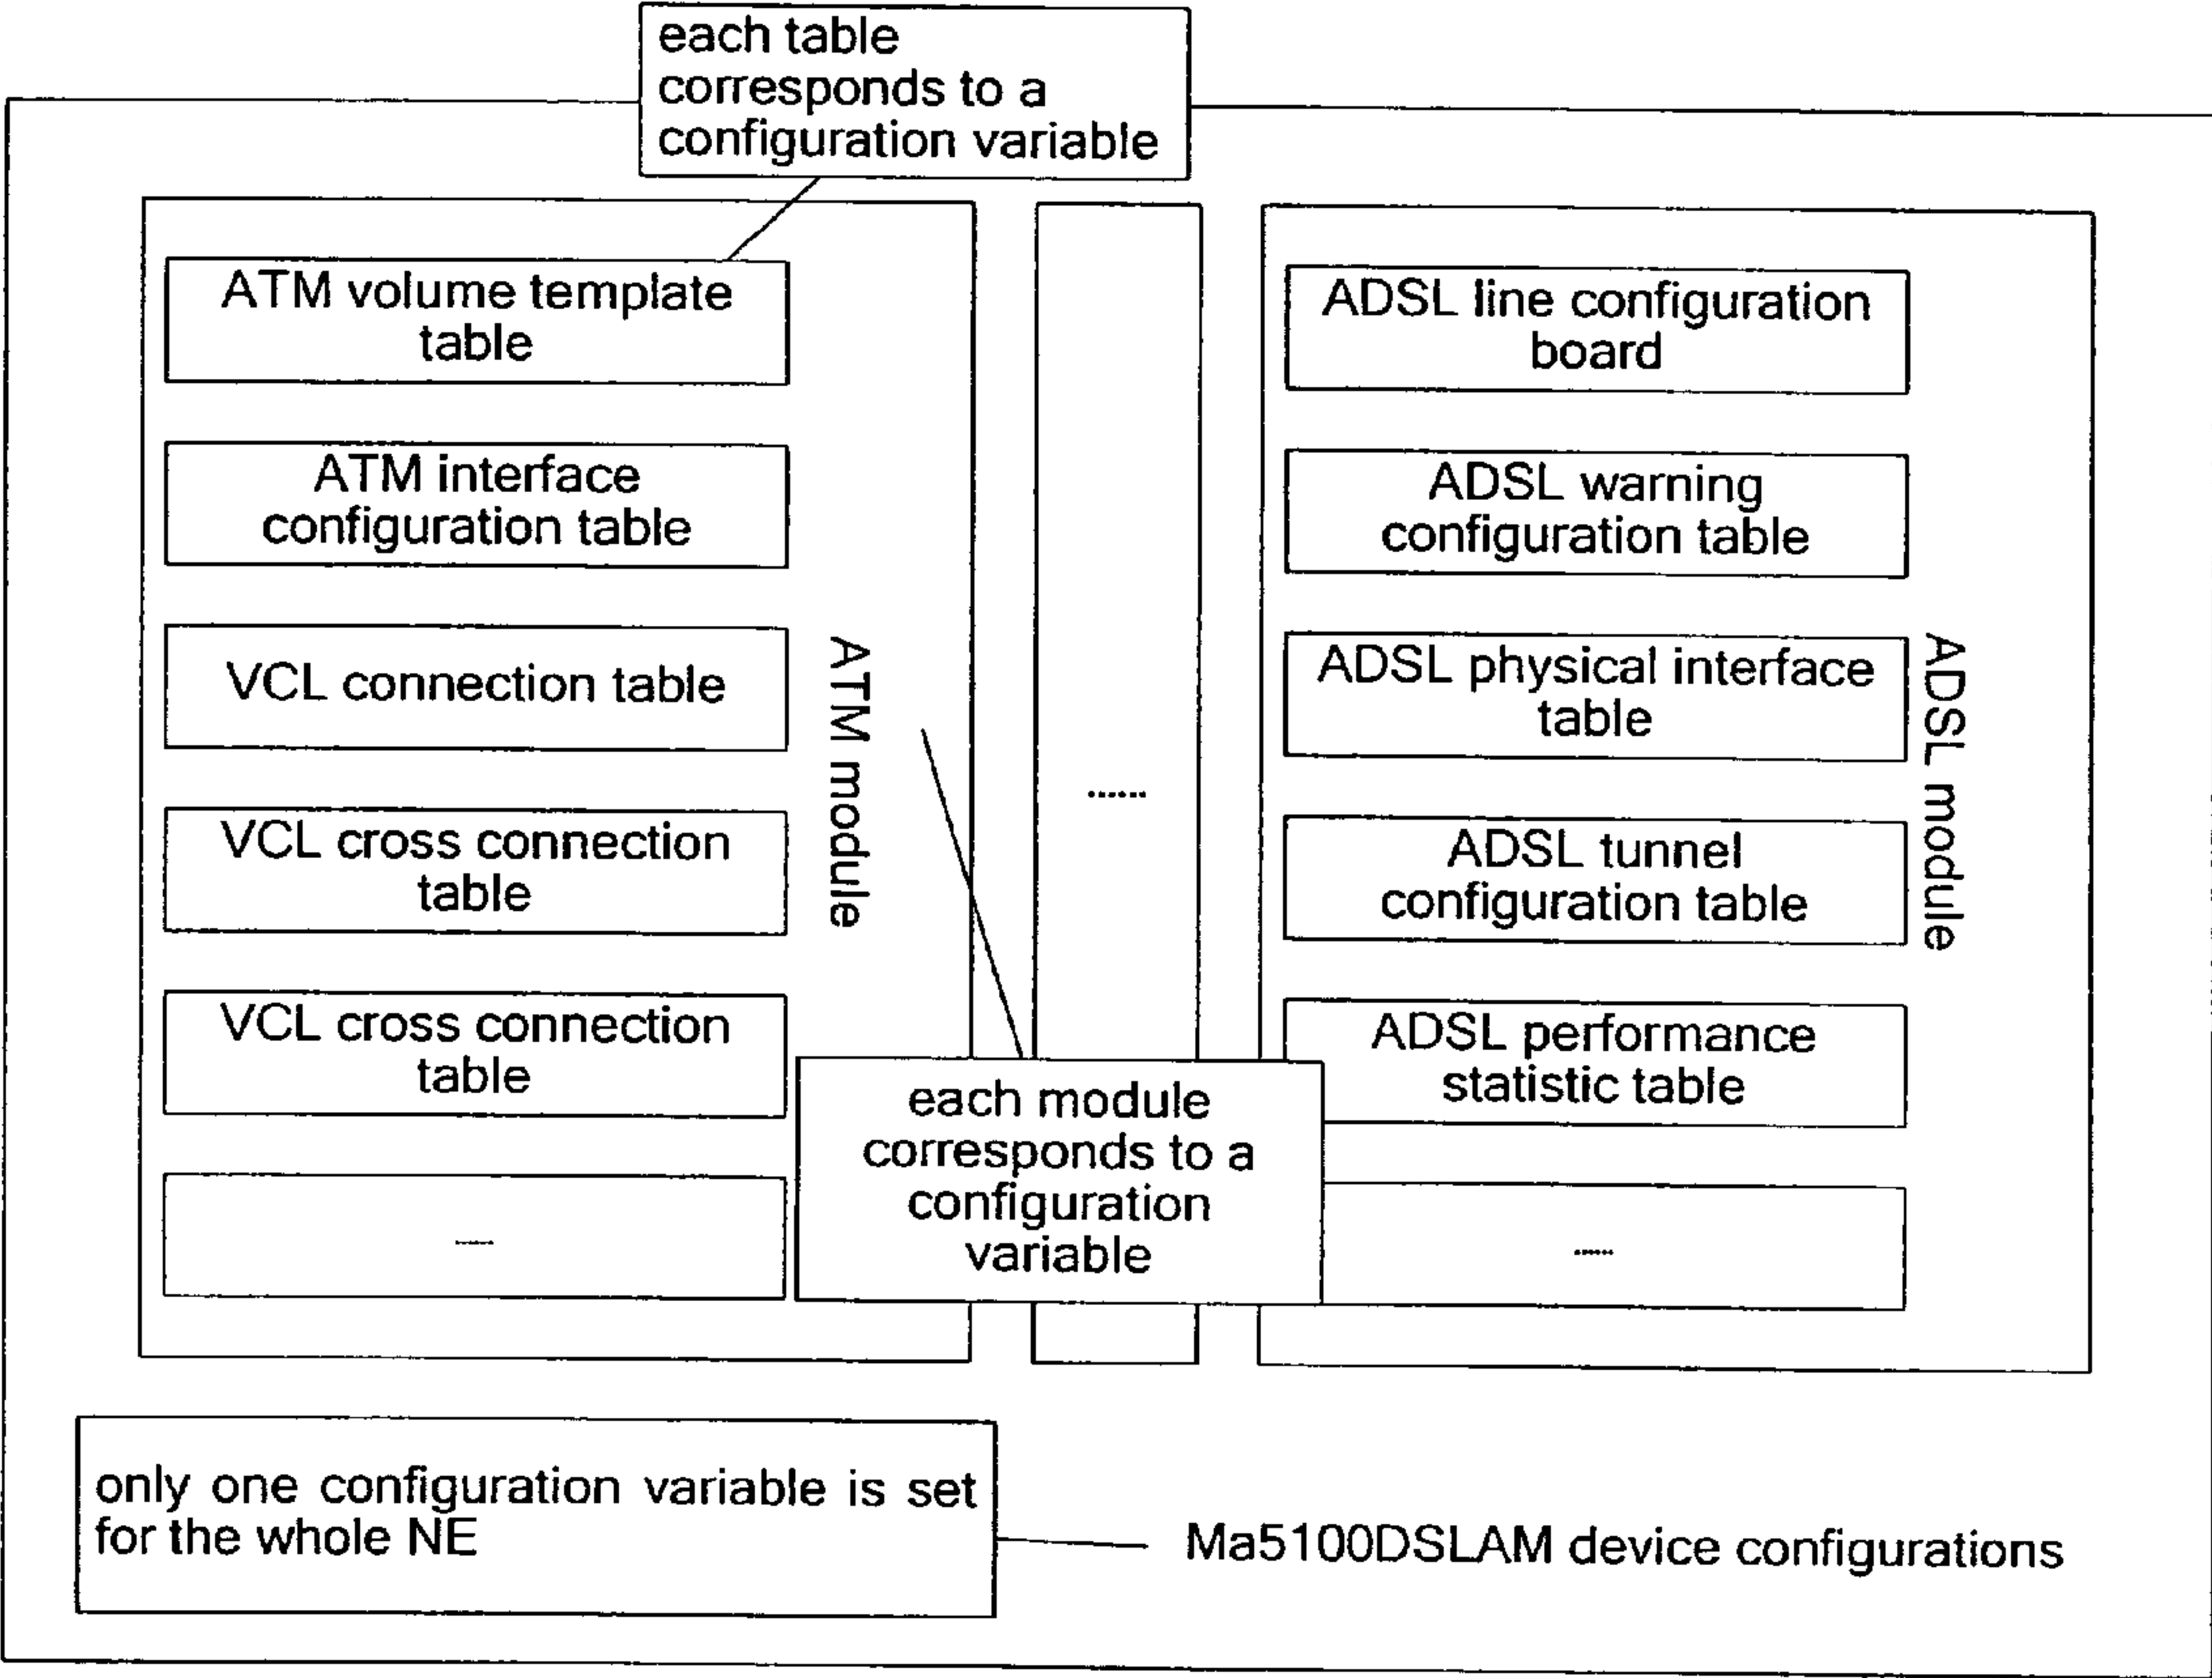 each table
corresponds to a
configuration variable
ATM volume template
table
ATM interface
configuration table
VCL connection table
VCL cross connection
table
VCL cross connection
table
.....
ATM module
......
ADSL line configuration
board
ADSL warning
configuration table
ADSL physical interface
table
ADSL tunnel
configuration table
ADSL performance
statistic table
.....
ADSL module
each module
corresponds to a
configuration
variable
only one configuration variable is set
for the whole NE
Ma5100DSLAM device configurations